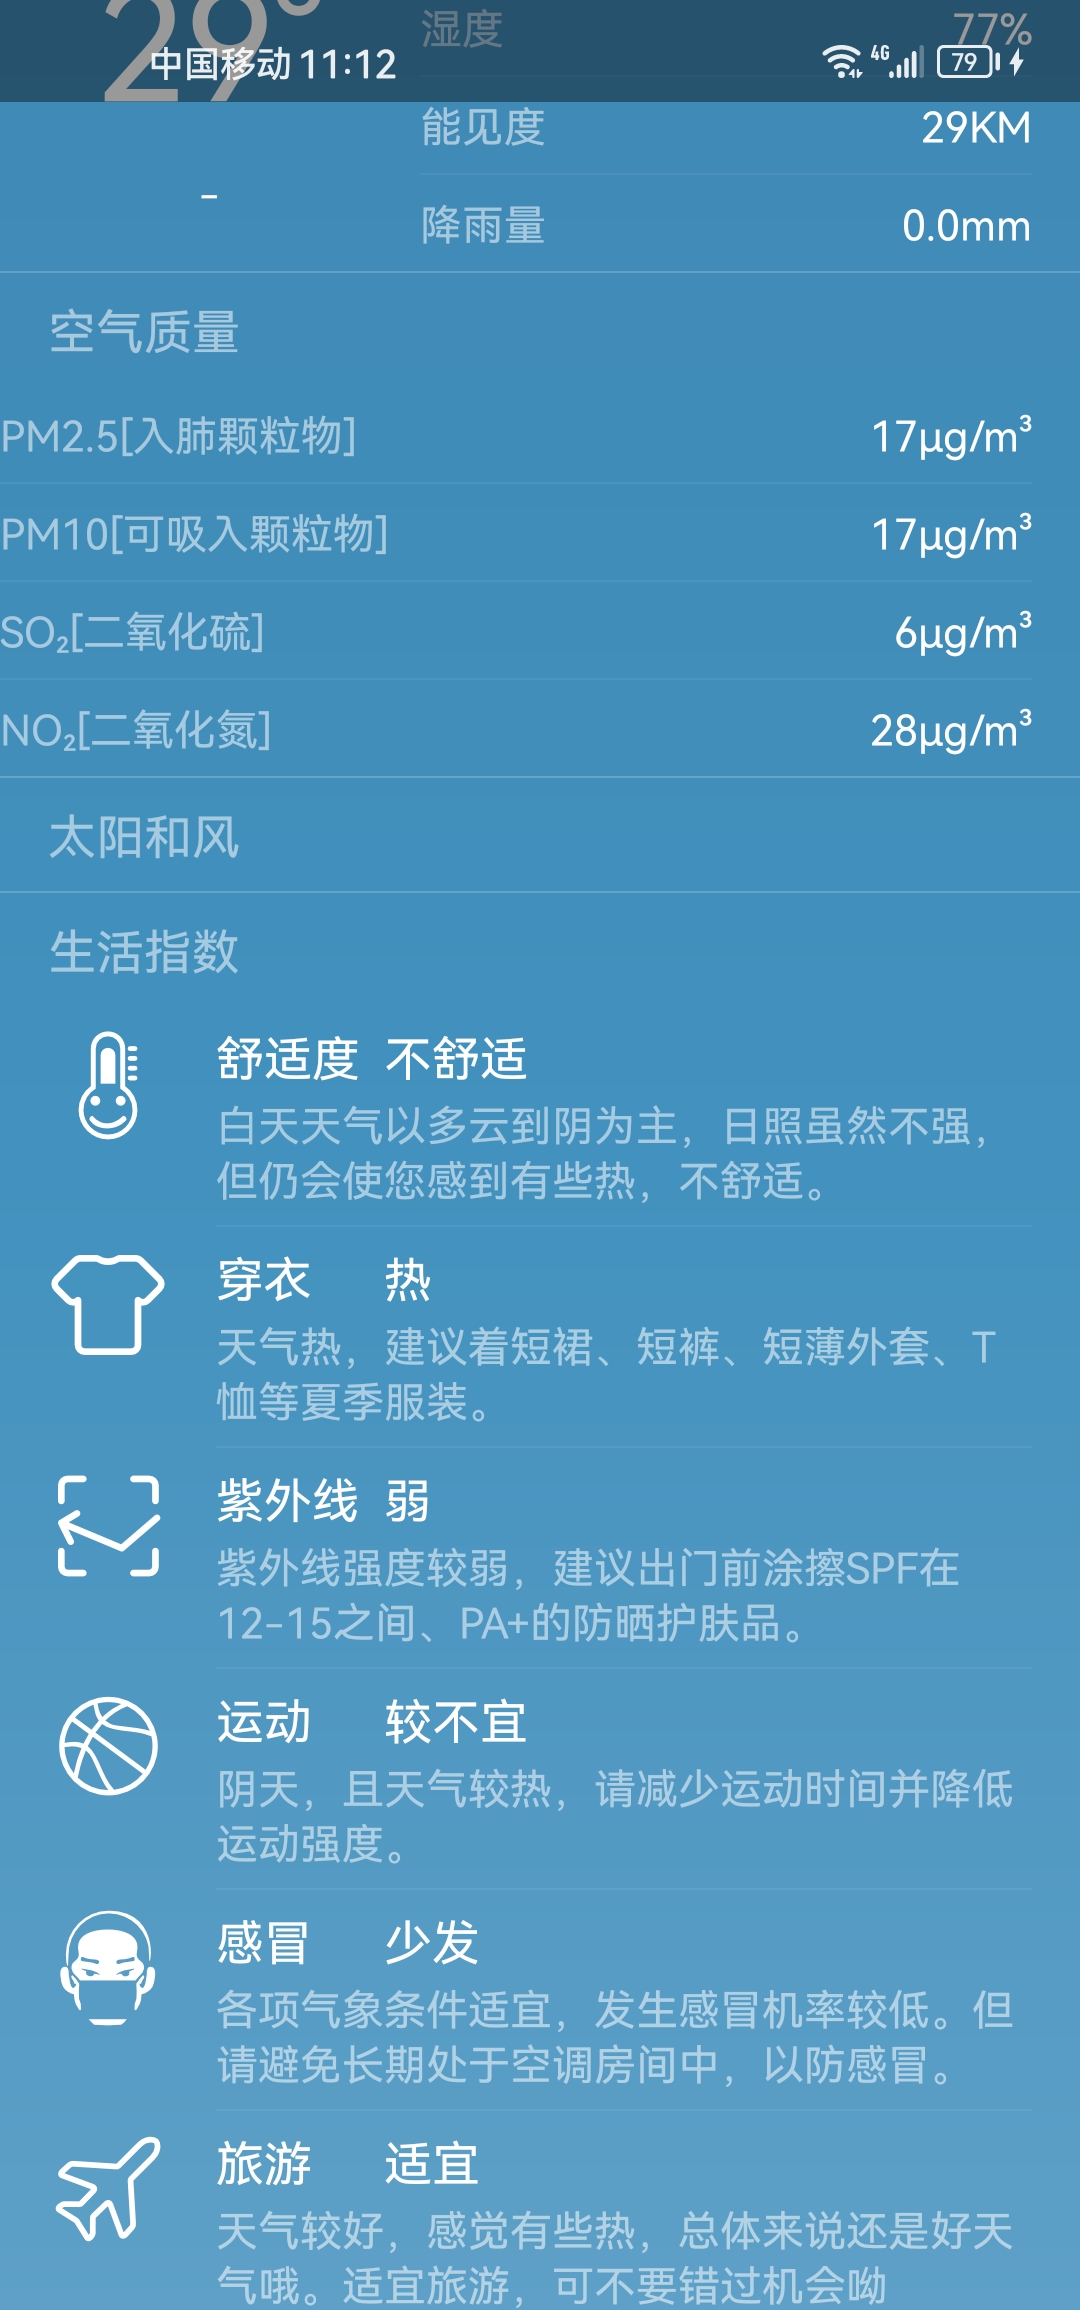 29°
湿度 77%
中国移动 11:12 4G 79
能见度 29KM
-
降雨量 0.0mm
空气质量
PM2.5[入肺颗粒物] 17μg/m³
PM10[可吸入颗粒物] 17μg/m³
SO₂[二氧化硫] 6μg/m³
NO₂[二氧化氮] 28μg/m³
太阳和风
生活指数
舒适度 不舒适
白天天气以多云到阴为主，日照虽然不强，
但仍会使您感到有些热，不舒适。
穿衣 热
天气热，建议着短裙、短裤、短薄外套、T
恤等夏季服装。
紫外线 弱
紫外线强度较弱，建议出门前涂擦SPF在
12-15之间、PA+的防晒护肤品。
运动 较不宜
阴天，且天气较热，请减少运动时间并降低
运动强度。
感冒 少发
各项气象条件适宜，发生感冒机率较低。但
请避免长期处于空调房间中，以防感冒。
旅游 适宜
天气较好，感觉有些热，总体来说还是好天
气哦。适宜旅游，可不要错过机会呦